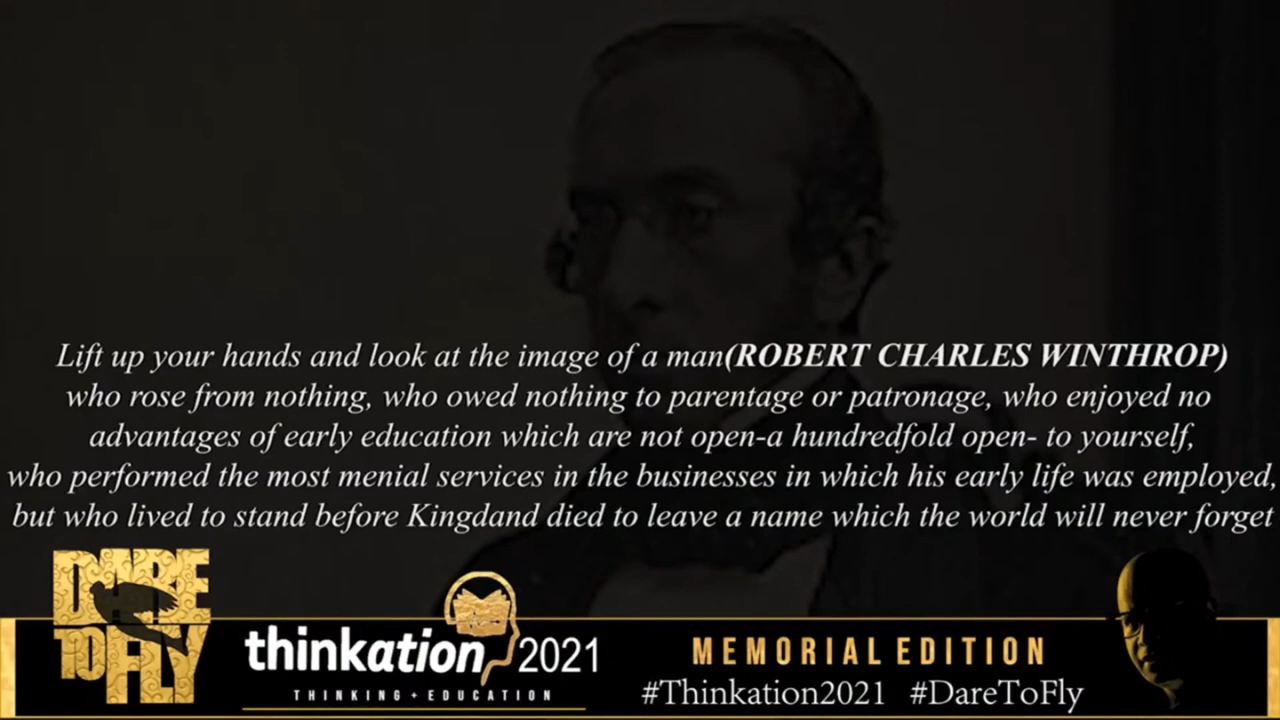 Lift up your hands and look at the image of a man(ROBERT CHARLES WINTHROP)
who rose from nothing, who owed nothing to parentage or patronage, who enjoyed no
advantages of early education which are not open-a hundredfold open- to yourself,
who performed the most menial services in the businesses in which his early life was employed,
but who lived to stand before Kingdand died to leave a name which the world will never forget
DARE
TO FLY
thinkation 2021
THINKING + EDUCATION
MEMORIAL EDITION
#Thinkation2021 #DareToFly